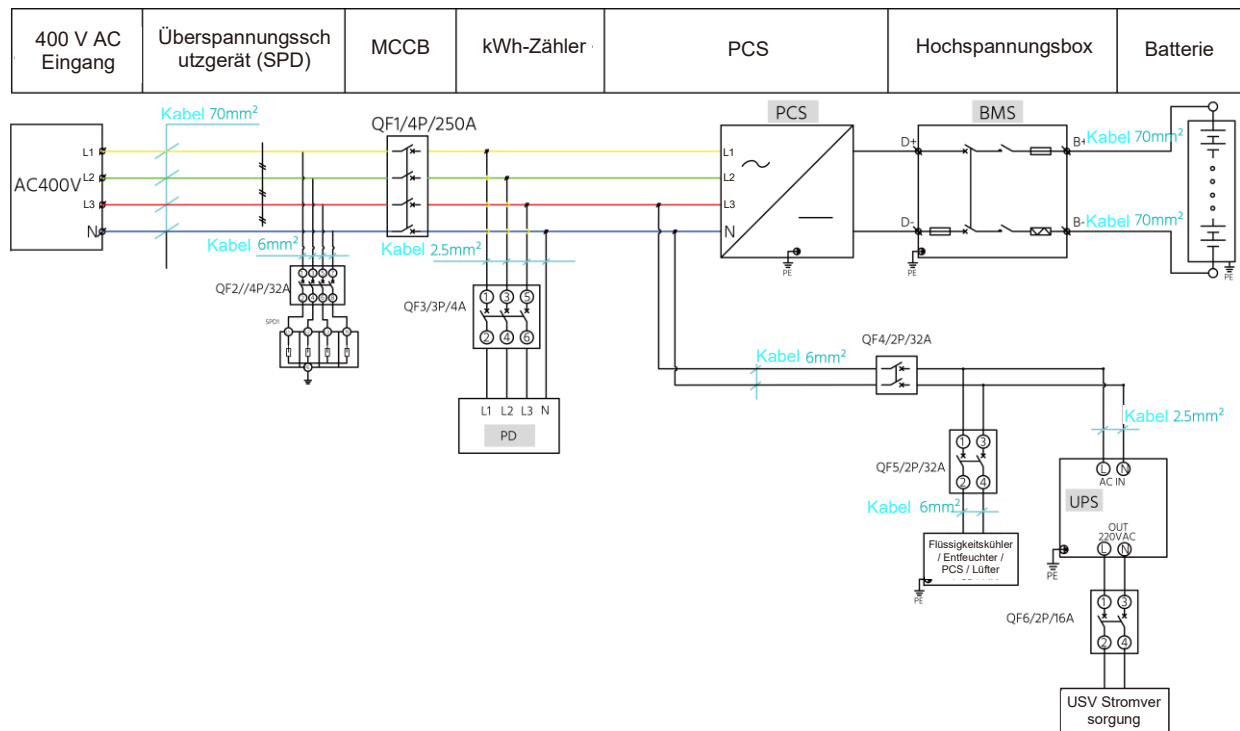 400 V AC
Eingang
Überspannungssch
utzgerät (SPD)
MCCB
kWh-Zähler
PCS
Hochspannungsbox
Batterie
Kabel 70mm²
QF1/4P/250A
PCS
BMS
AC400V
L1
L2
L3
N
L1
L2
L3
N
D+
D-
B+
B-
Kabel 70mm²
Kabel 70mm²
PE
PE
PE
Kabel 6mm²
Kabel 2.5mm²
QF2//4P/32A
SPD1
QF3/3P/4A
1 3 5
2 4 6
L1 L2 L3 N
PD
Kabel 6mm²
QF4/2P/32A
Kabel 2.5mm²
QF5/2P/32A
1 3
2 4
Kabel 6mm²
Flüssigkeitskühler
/ Entfeuchter /
PCS / Lüfter
PE
L N
AC IN
UPS
OUT
220VAC
L N
PE
QF6/2P/16A
1 3
2 4
USV Stromver
sorgung